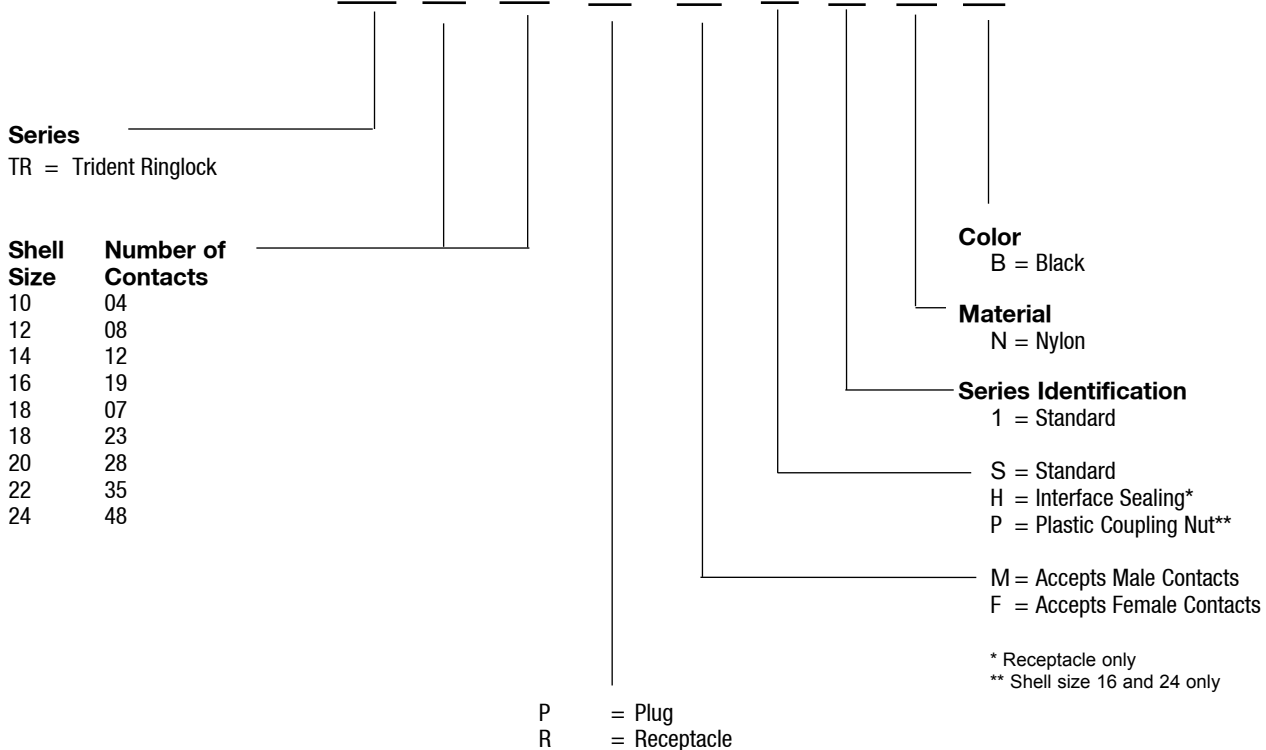 Series
TR = Trident Ringlock
Shell Size Number of Contacts
10 04
12 08
14 12
16 19
18 07
18 23
20 28
22 35
24 48
Color
B = Black
Material
N = Nylon
Series Identification
1 = Standard
S = Standard
H = Interface Sealing*
P = Plastic Coupling Nut**
M = Accepts Male Contacts
F = Accepts Female Contacts
* Receptacle only
** Shell size 16 and 24 only
P = Plug
R = Receptacle